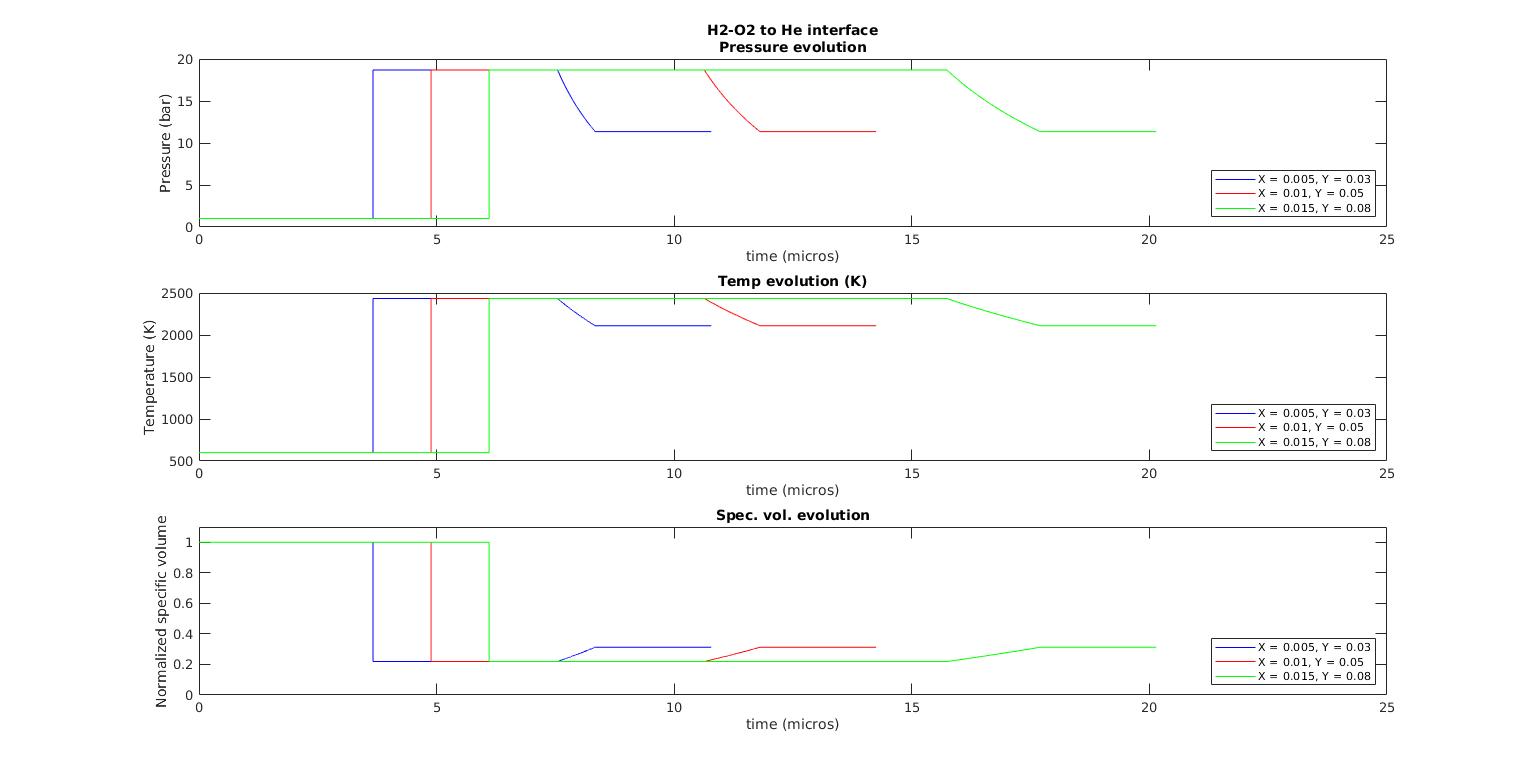 H2-O2 to He interface
Pressure evolution
20
15
10
5
0
Pressure (bar)
0 5 10 15 20 25
time (micros)
X = 0.005, Y = 0.03
X = 0.01, Y = 0.05
X = 0.015, Y = 0.08
Temp evolution (K)
2500
2000
1500
1000
500
Temperature (K)
0 5 10 15 20 25
time (micros)
X = 0.005, Y = 0.03
X = 0.01, Y = 0.05
X = 0.015, Y = 0.08
Spec. vol. evolution
1
0.8
0.6
0.4
0.2
0
Normalized specific volume
0 5 10 15 20 25
time (micros)
X = 0.005, Y = 0.03
X = 0.01, Y = 0.05
X = 0.015, Y = 0.08